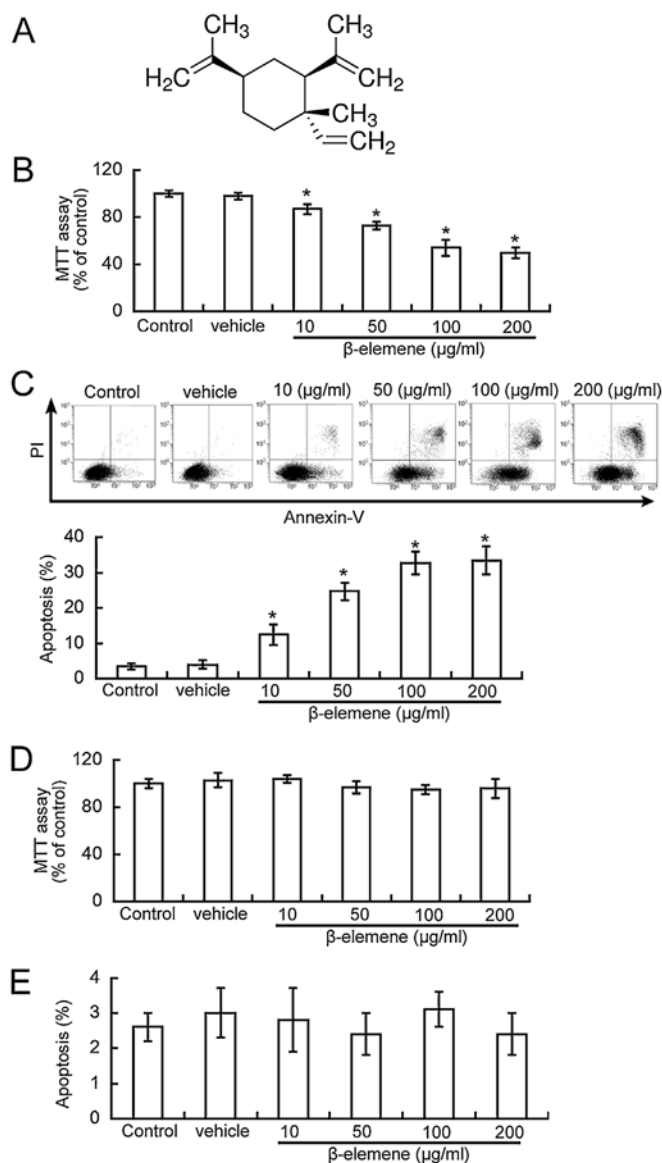 A
CH3
CH3
H2C
CH2
CH3
CH2
B
MTT assay
(% of control)
120
80
40
0
* * * *
Control vehicle 10 50 100 200
β-elemene (µg/ml)
C
Control vehicle 10 (µg/ml) 50 (µg/ml) 100 (µg/ml) 200 (µg/ml)
PI
Annexin-V
Apoptosis (%)
40
30
20
10
0
* * * *
Control vehicle 10 50 100 200
β-elemene (µg/ml)
D
MTT assay
(% of control)
120
80
40
0
Control vehicle 10 50 100 200
β-elemene (µg/ml)
E
Apoptosis (%)
4
3
2
1
0
Control vehicle 10 50 100 200
β-elemene (µg/ml)